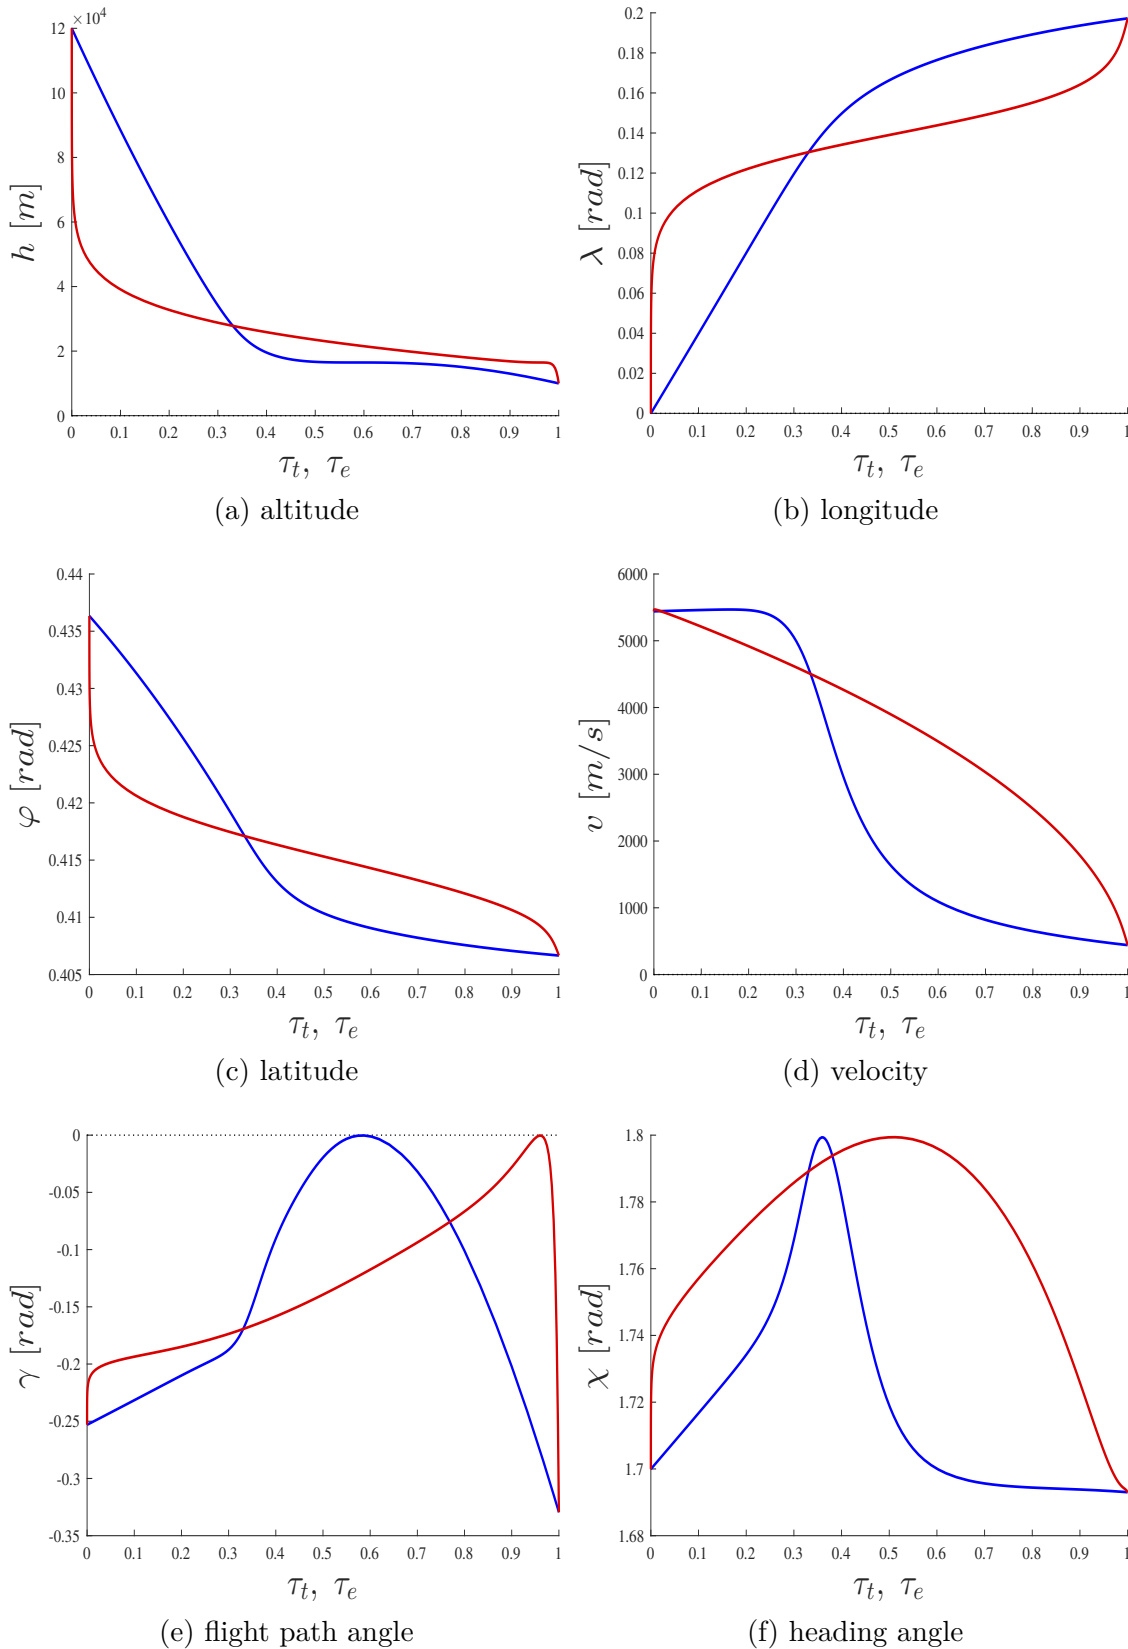 ×10⁴
12
10
8
6
4
2
0
h [m]
0 0.1 0.2 0.3 0.4 0.5 0.6 0.7 0.8 0.9 1
τt, τe
(a) altitude
0.2
0.18
0.16
0.14
0.12
0.1
0.08
0.06
0.04
0.02
0
λ [rad]
0 0.1 0.2 0.3 0.4 0.5 0.6 0.7 0.8 0.9 1
τt, τe
(b) longitude
0.44
0.435
0.43
0.425
0.42
0.415
0.41
0.405
φ [rad]
0 0.1 0.2 0.3 0.4 0.5 0.6 0.7 0.8 0.9 1
τt, τe
(c) latitude
6000
5000
4000
3000
2000
1000
0
v [m/s]
0 0.1 0.2 0.3 0.4 0.5 0.6 0.7 0.8 0.9 1
τt, τe
(d) velocity
0
-0.05
-0.1
-0.15
-0.2
-0.25
-0.3
-0.35
γ [rad]
0 0.1 0.2 0.3 0.4 0.5 0.6 0.7 0.8 0.9 1
τt, τe
(e) flight path angle
1.8
1.78
1.76
1.74
1.72
1.7
1.68
χ [rad]
0 0.1 0.2 0.3 0.4 0.5 0.6 0.7 0.8 0.9 1
τt, τe
(f) heading angle